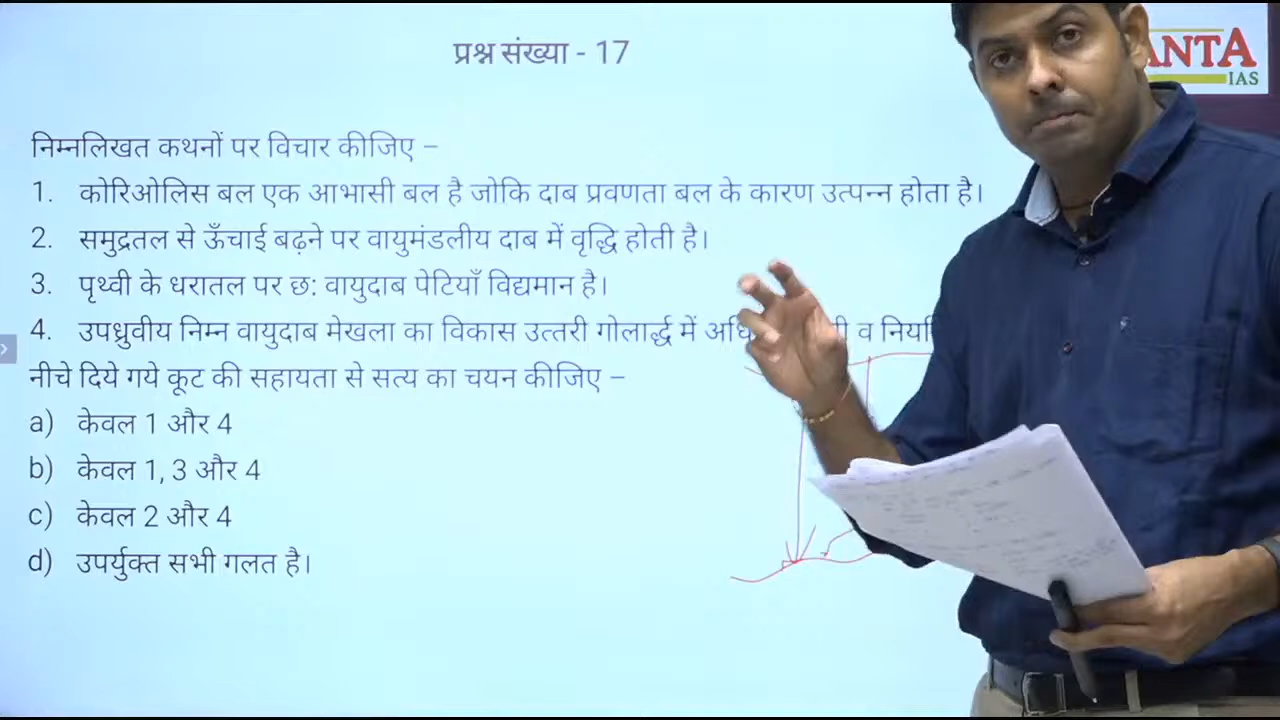 प्रश्न संख्या - 17
ANTA
IAS
निम्नलिखत कथनों पर विचार कीजिए –
1. कोरिओलिस बल एक आभासी बल है जोकि दाब प्रवणता बल के कारण उत्पन्न होता है।
2. समुद्रतल से ऊँचाई बढ़ने पर वायुमंडलीय दाब में वृद्धि होती है।
3. पृथ्वी के धरातल पर छ: वायुदाब पेटियाँ विद्यमान है।
4. उपध्रुवीय निम्न वायुदाब मेखला का विकास उत्तरी गोलार्द्ध में व
नीचे दिये गये कूट की सहायता से सत्य का चयन कीजिए –
a) केवल 1 और 4
b) केवल 1, 3 और 4
c) केवल 2 और 4
d) उपर्युक्त सभी गलत है।